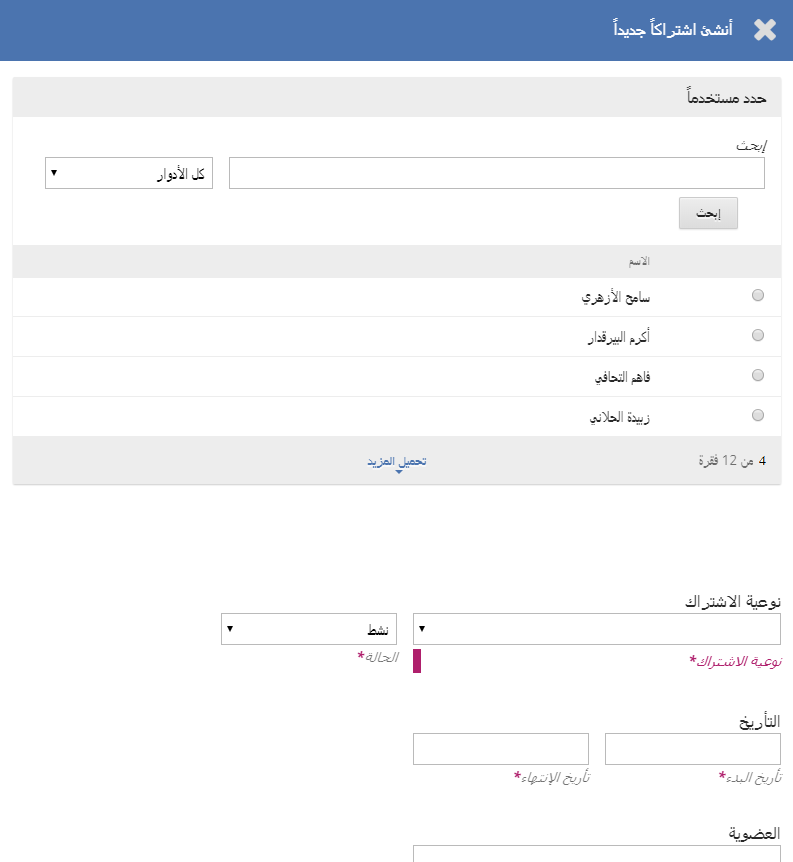 أنشئ اشتراكاً جديداً
حدد مستخدماً
إبحث
كل الأدوار
إبحث
الاسم
سامح الأزهري
أكرم البيرقدار
فاهم التحافي
زبيدة الحلاني
4 من 12 فقرة
تحميل المزيد
نوعية الاشتراك
نشط
نوعية الاشتراك*
الحالة*
التأريخ
تأريخ البدء*
تأريخ الإنتهاء*
العضوية